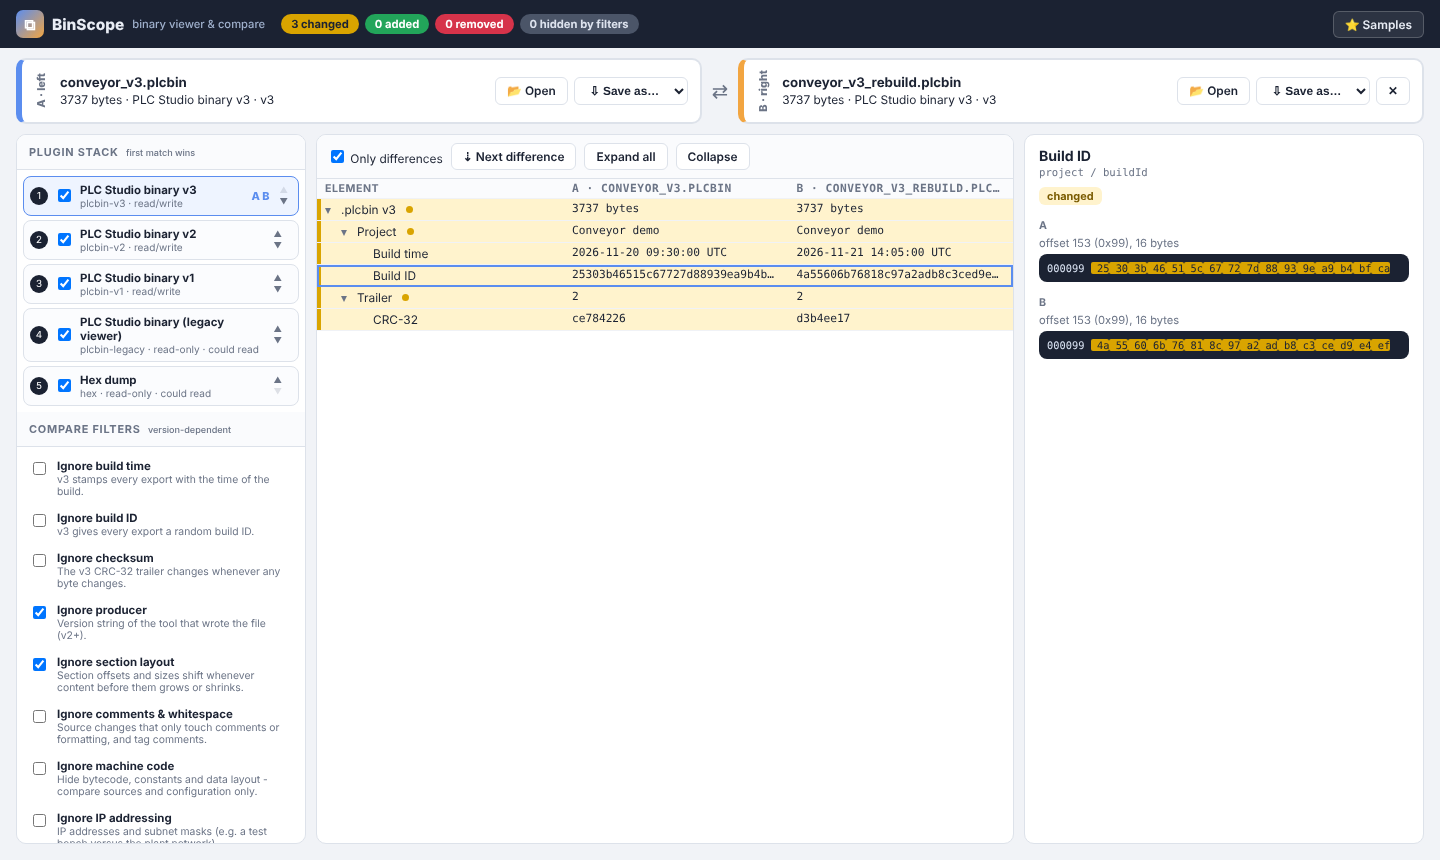 BinScope binary viewer & compare 3 changed 0 added 0 removed 0 hidden by filters ⭐ Samples
A · left
conveyor_v3.plcbin
3737 bytes · PLC Studio binary v3 · v3
📂 Open ⇩ Save as…
⇄
B · right
conveyor_v3_rebuild.plcbin
3737 bytes · PLC Studio binary v3 · v3
📂 Open ⇩ Save as… ✕
PLUGIN STACK first match wins
1 PLC Studio binary v3 A B ▲
plcbin-v3 · read/write ▼
2 PLC Studio binary v2 ▲
plcbin-v2 · read/write ▼
3 PLC Studio binary v1 ▲
plcbin-v1 · read/write ▼
4 PLC Studio binary (legacy ▲
viewer) ▼
plcbin-legacy · read-only · could read
5 Hex dump ▲
hex · read-only · could read ▼
COMPARE FILTERS version-dependent
Ignore build time
v3 stamps every export with the time of the
build.
Ignore build ID
v3 gives every export a random build ID.
Ignore checksum
The v3 CRC-32 trailer changes whenever any
byte changes.
Ignore producer
Version string of the tool that wrote the file
(v2+).
Ignore section layout
Section offsets and sizes shift whenever
content before them grows or shrinks.
Ignore comments & whitespace
Source changes that only touch comments or
formatting, and tag comments.
Ignore machine code
Hide bytecode, constants and data layout -
compare sources and configuration only.
Ignore IP addressing
IP addresses and subnet masks (e.g. a test
bench versus the plant network).
Only differences ↓ Next difference Expand all Collapse
ELEMENT A · CONVEYOR_V3.PLCBIN B · CONVEYOR_V3_REBUILD.PLC…
▼ .plcbin v3 3737 bytes 3737 bytes
▼ Project Conveyor demo Conveyor demo
Build time 2026-11-20 09:30:00 UTC 2026-11-21 14:05:00 UTC
Build ID 25303b46515c67727d88939ea9b4b… 4a55606b76818c97a2adb8c3ced9e…
▼ Trailer 2 2
CRC-32 ce784226 d3b4ee17
Build ID
project / buildId
changed
A
offset 153 (0x99), 16 bytes
000099 25 30 3b 46 51 5c 67 72 7d 88 93 9e a9 b4 bf ca
B
offset 153 (0x99), 16 bytes
000099 4a 55 60 6b 76 81 8c 97 a2 ad b8 c3 ce d9 e4 ef